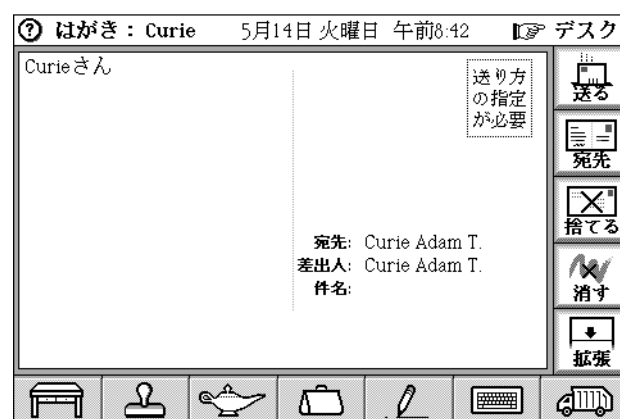 ? はがき：Curie 5月14日 火曜日 午前8:42 デスク
Curieさん
送り方
の指定
が必要
宛先: Curie Adam T.
差出人: Curie Adam T.
件名:
送る
宛先
捨てる
消す
拡張